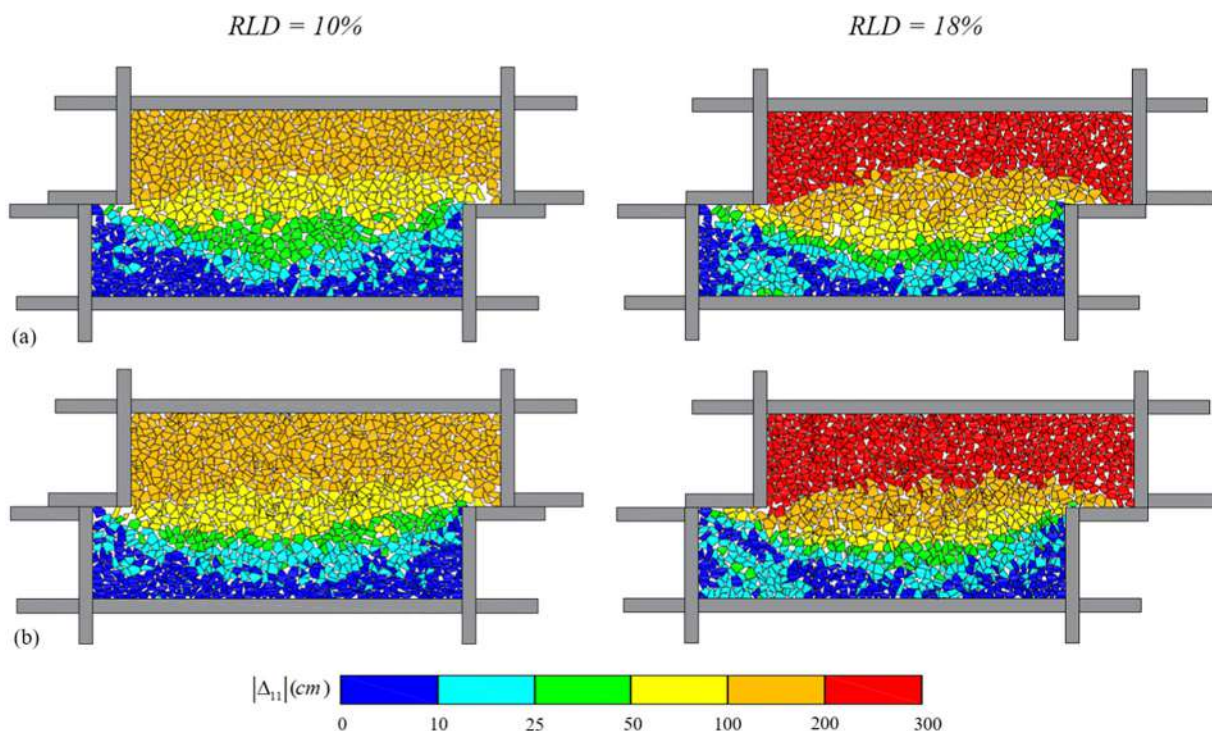 RLD = 10% RLD = 18%
(a)
(b)
|Δ₁₁|(cm)
0 10 25 50 100 200 300